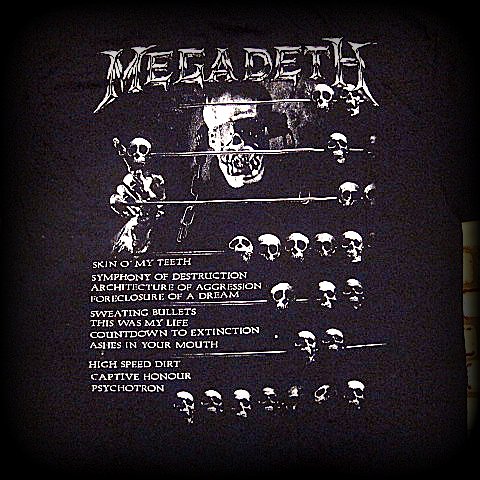 MEGADETH
SKIN O' MY TEETH
SYMPHONY OF DESTRUCTION
ARCHITECTURE OF AGGRESSION
FORECLOSURE OF A DREAM
SWEATING BULLETS
THIS WAS MY LIFE
COUNTDOWN TO EXTINCTION
ASHES IN YOUR MOUTH
HIGH SPEED DIRT
CAPTIVE HONOUR
PSYCHOTRON